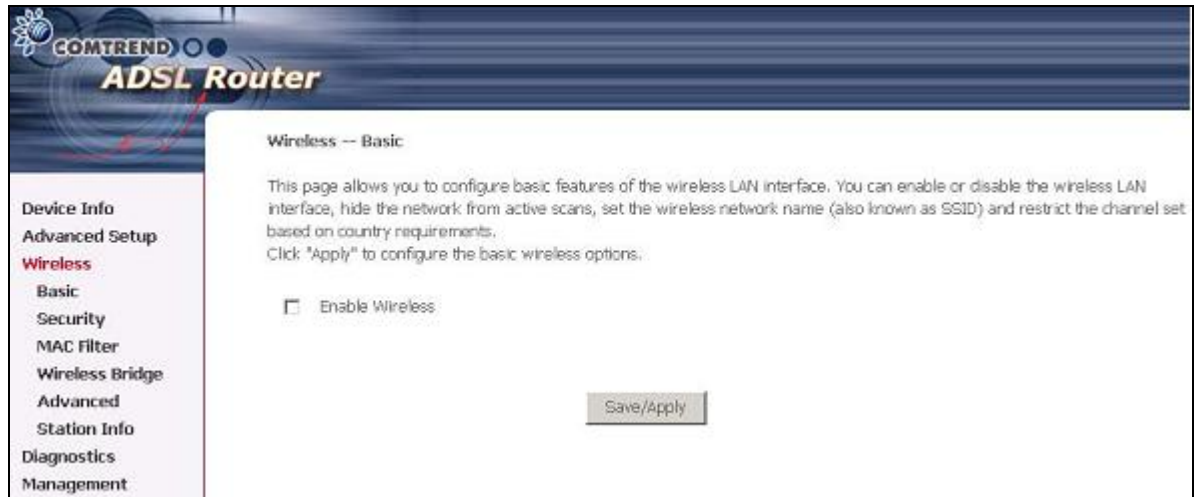 COMTREND
ADSL Router
Device Info
Advanced Setup
Wireless
Basic
Security
MAC Filter
Wireless Bridge
Advanced
Station Info
Diagnostics
Management
Wireless -- Basic
This page allows you to configure basic features of the wireless LAN interface. You can enable or disable the wireless LAN
interface, hide the network from active scans, set the wireless network name (also known as SSID) and restrict the channel set
based on country requirements.
Click "Apply" to configure the basic wireless options.
Enable Wireless
Save/Apply